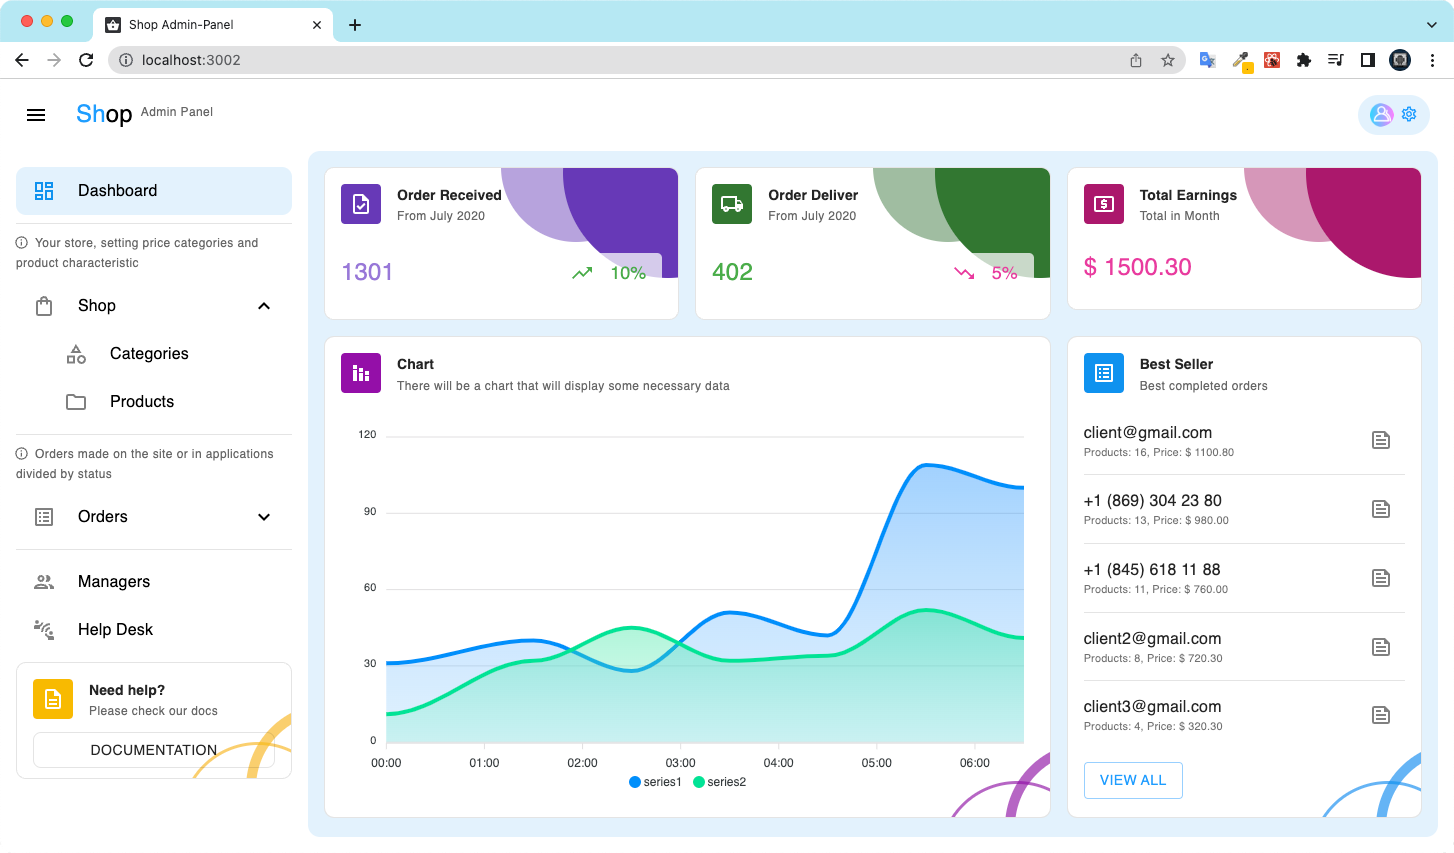 Shop Admin-Panel
localhost:3002
Shop Admin Panel
Dashboard
Your store, setting price categories and
product characteristic
Shop
Categories
Products
Orders made on the site or in applications
divided by status
Orders
Managers
Help Desk
Need help?
Please check our docs
DOCUMENTATION
Order Received
From July 2020
1301
10%
Order Deliver
From July 2020
402
5%
Total Earnings
Total in Month
$ 1500.30
Chart
There will be a chart that will display some necessary data
120
90
60
30
0
00:00 01:00 02:00 03:00 04:00 05:00 06:00
series1 series2
Best Seller
Best completed orders
client@gmail.com
Products: 16, Price: $ 1100.80
+1 (869) 304 23 80
Products: 13, Price: $ 980.00
+1 (845) 618 11 88
Products: 11, Price: $ 760.00
client2@gmail.com
Products: 8, Price: $ 720.30
client3@gmail.com
Products: 4, Price: $ 320.30
VIEW ALL